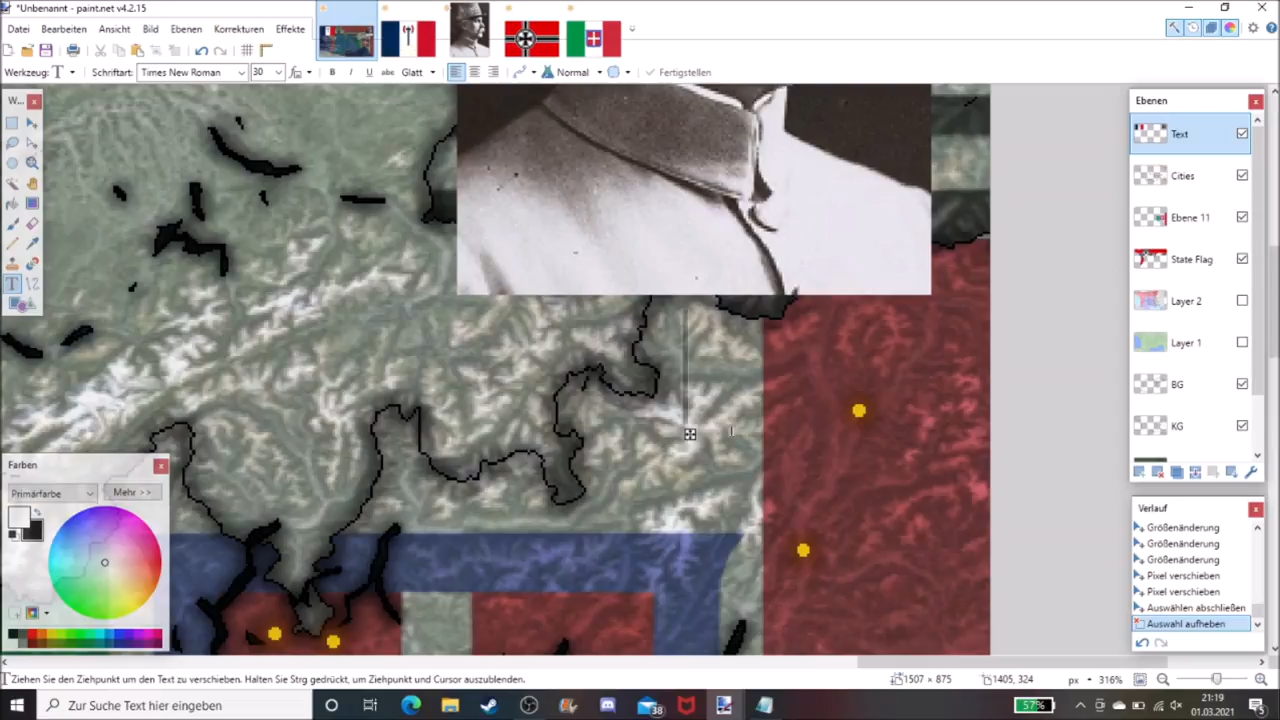 *Unbenannt - paint.net v4.2.15
Datei Bearbeiten Ansicht Bild Ebenen Korrekturen Effekte
Werkzeug: T Schriftart: Times New Roman 30 B I U abc Glatt Normal Fertigstellen
W...
T
Farben
Primärfarbe Mehr >>
Ebenen
Text
Cities
Ebene 11
State Flag
Layer 2
Layer 1
BG
KG
Verlauf
Größenänderung
Größenänderung
Größenänderung
Pixel verschieben
Pixel verschieben
Auswählen abschließen
Auswahl aufheben
Ziehen Sie den Ziehpunkt um den Text zu verschieben. Halten Sie Strg gedrückt, um Ziehpunkt und Cursor auszublenden. 1507 × 875 1405, 324 px 316%
Zur Suche Text hier eingeben 38 57% 21:19
01.03.2021 5